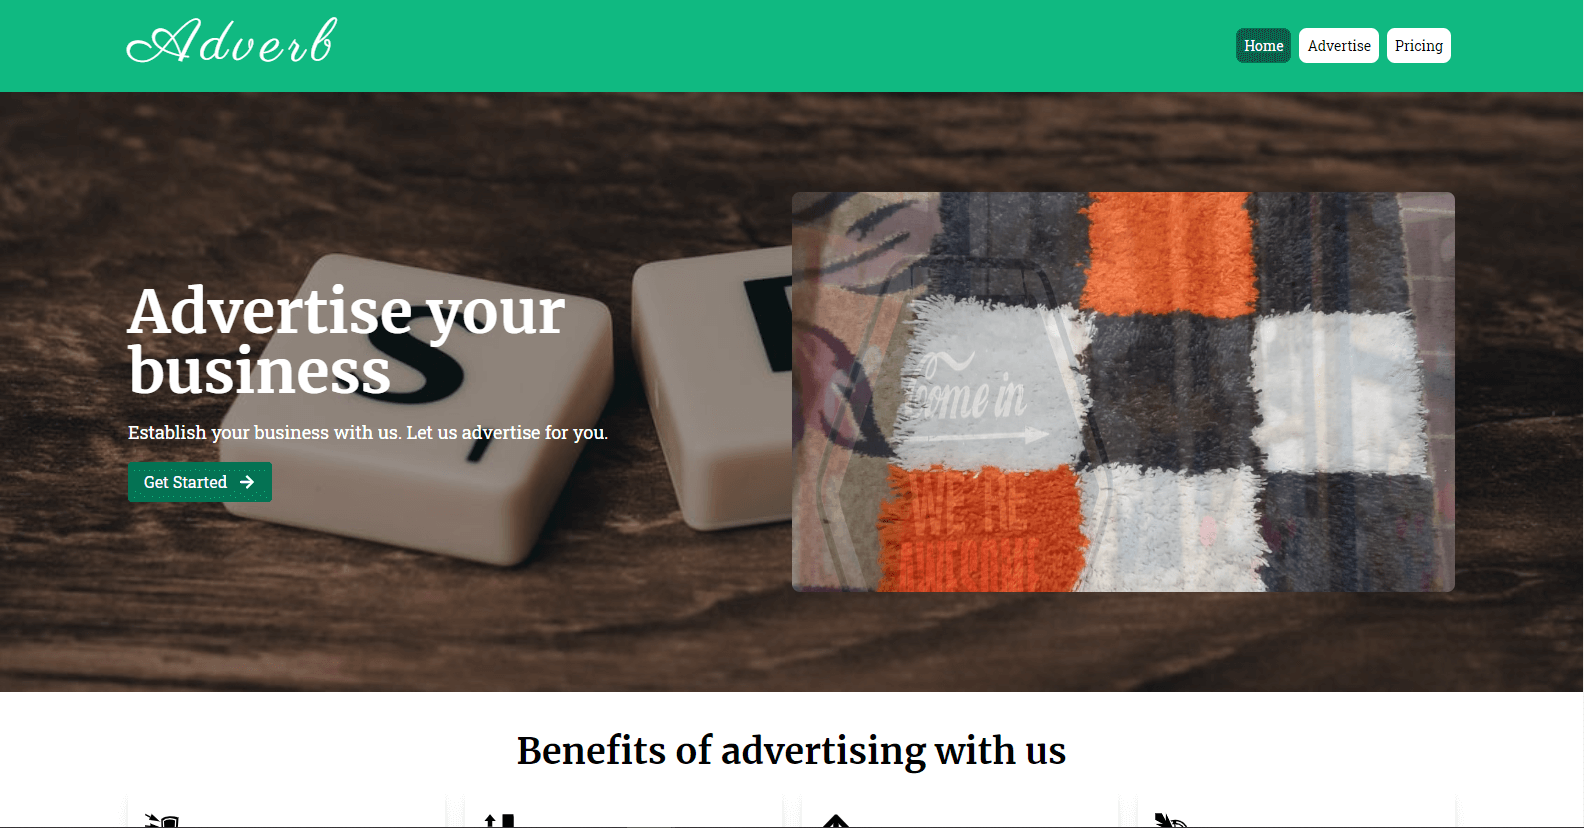 Adverb
Home
Advertise
Pricing
Advertise your
business
Establish your business with us. Let us advertise for you.
Get Started
S
come in
WE'RE
AWESOME
Benefits of advertising with us